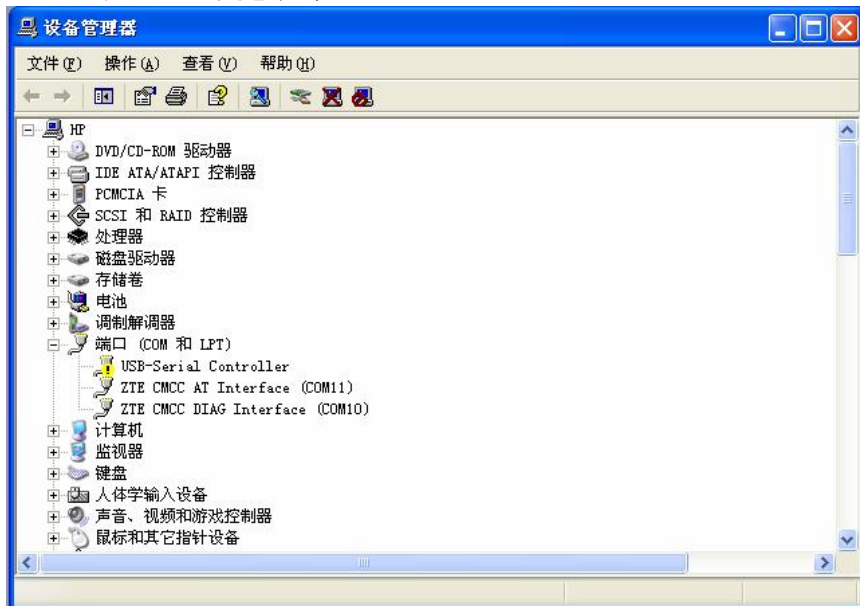 设备管理器
文件(F) 操作(A) 查看(V) 帮助(H)
HP
DVD/CD-ROM 驱动器
IDE ATA/ATAPI 控制器
PCMCIA 卡
SCSI 和 RAID 控制器
处理器
磁盘驱动器
存储卷
电池
调制解调器
端口 (COM 和 LPT)
USB-Serial Controller
ZTE CMCC AT Interface (COM11)
ZTE CMCC DIAG Interface (COM10)
计算机
监视器
键盘
人体学输入设备
声音、视频和游戏控制器
鼠标和其它指针设备